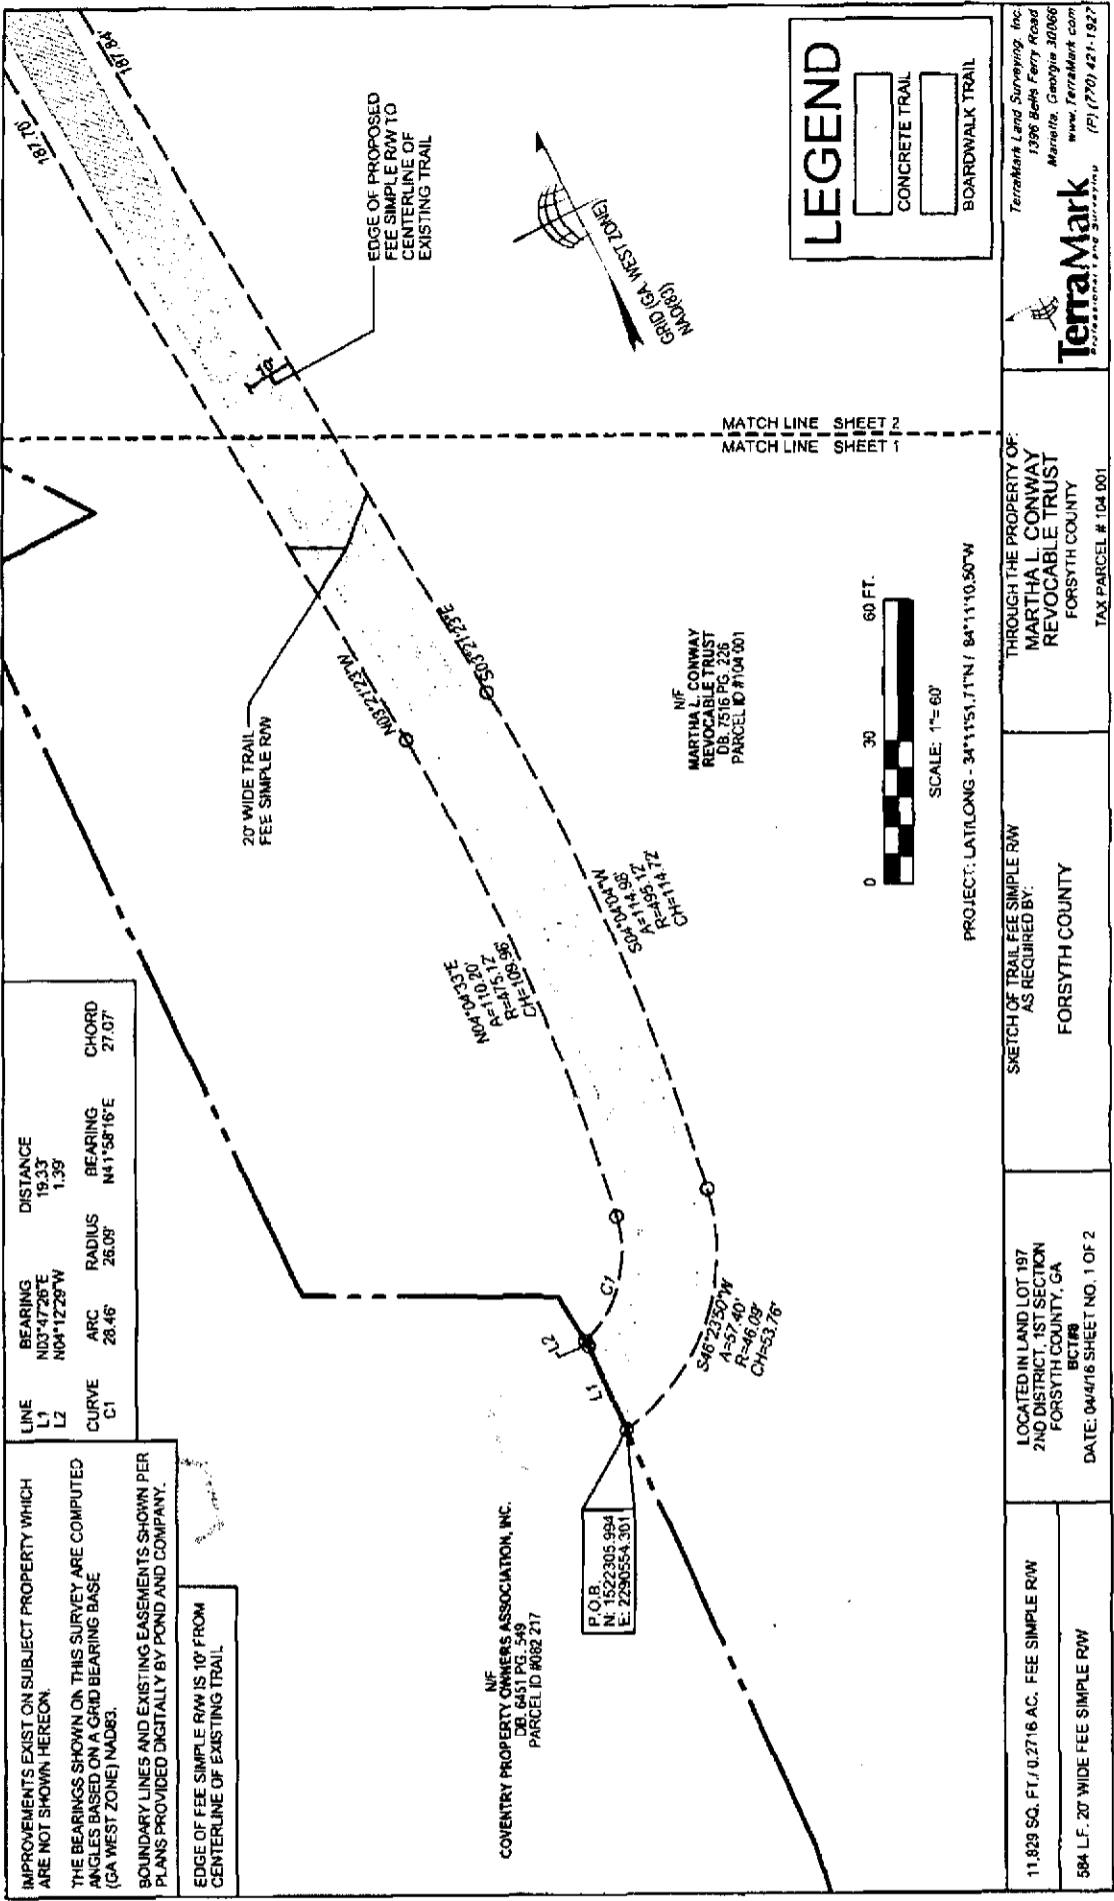 IMPROVEMENTS EXIST ON SUBJECT PROPERTY WHICH
ARE NOT SHOWN HEREON.
THE BEARINGS SHOWN ON THIS SURVEY ARE COMPUTED
ANGLES BASED ON A GRID BEARING BASE
(GA WEST ZONE) NAD83.
BOUNDARY LINES AND EXISTING EASEMENTS SHOWN PER
PLANS PROVIDED DIGITALLY BY POND AND COMPANY.
EDGE OF FEE SIMPLE R/W IS 10' FROM
CENTERLINE OF EXISTING TRAIL
LINE BEARING DISTANCE
L1 N03°47'26"E 19.33'
L2 N04°12'29"W 1.39'
CURVE ARC RADIUS BEARING CHORD
C1 28.46' 26.09' N41°58'16"E 27.07'
187.70'
187.84'
20' WIDE TRAIL
FEE SIMPLE R/W
EDGE OF PROPOSED
FEE SIMPLE R/W TO
CENTERLINE OF
EXISTING TRAIL
10'
N03°21'23"W
S03°21'23"E
N04°04'33"E
A=110.20'
R=475.12'
CH=109.96'
S04°04'04"W
A=114.98'
R=495.12'
CH=114.72'
L2
C1
L1
S46°23'50"W
A=57.40'
R=46.09'
CH=53.76'
N/F
COVENTRY PROPERTY OWNERS ASSOCIATION, INC.
DB. 6451 PG. 549
PARCEL ID #082 217
P.O.B.
N: 1522305.994
E: 2290554.301
N/F
MARTHA L. CONWAY
REVOCABLE TRUST
DB. 7516 PG. 226
PARCEL ID #104 001
GRID (GA WEST ZONE)
NAD(83)
MATCH LINE SHEET 2
MATCH LINE SHEET 1
0 30 60 FT.
SCALE: 1"= 60'
PROJECT: LAT/LONG - 34°11'51.71"N / 84°11'10.50"W
LEGEND
CONCRETE TRAIL
BOARDWALK TRAIL
11,829 SQ. FT./ 0.2716 AC. FEE SIMPLE R/W
584 L.F. 20' WIDE FEE SIMPLE R/W
LOCATED IN LAND LOT 197
2ND DISTRICT, 1ST SECTION
FORSYTH COUNTY, GA
BCT#8
DATE: 04/4/16 SHEET NO. 1 OF 2
SKETCH OF TRAIL FEE SIMPLE R/W
AS REQUIRED BY:
FORSYTH COUNTY
THROUGH THE PROPERTY OF:
MARTHA L. CONWAY
REVOCABLE TRUST
FORSYTH COUNTY
TAX PARCEL # 104 001
TerraMark
Professional Land Surveying
TerraMark Land Surveying, Inc.
1396 Bells Ferry Road
Marietta, Georgia 30066
www.TerraMark.com
(P) (770) 421-1927